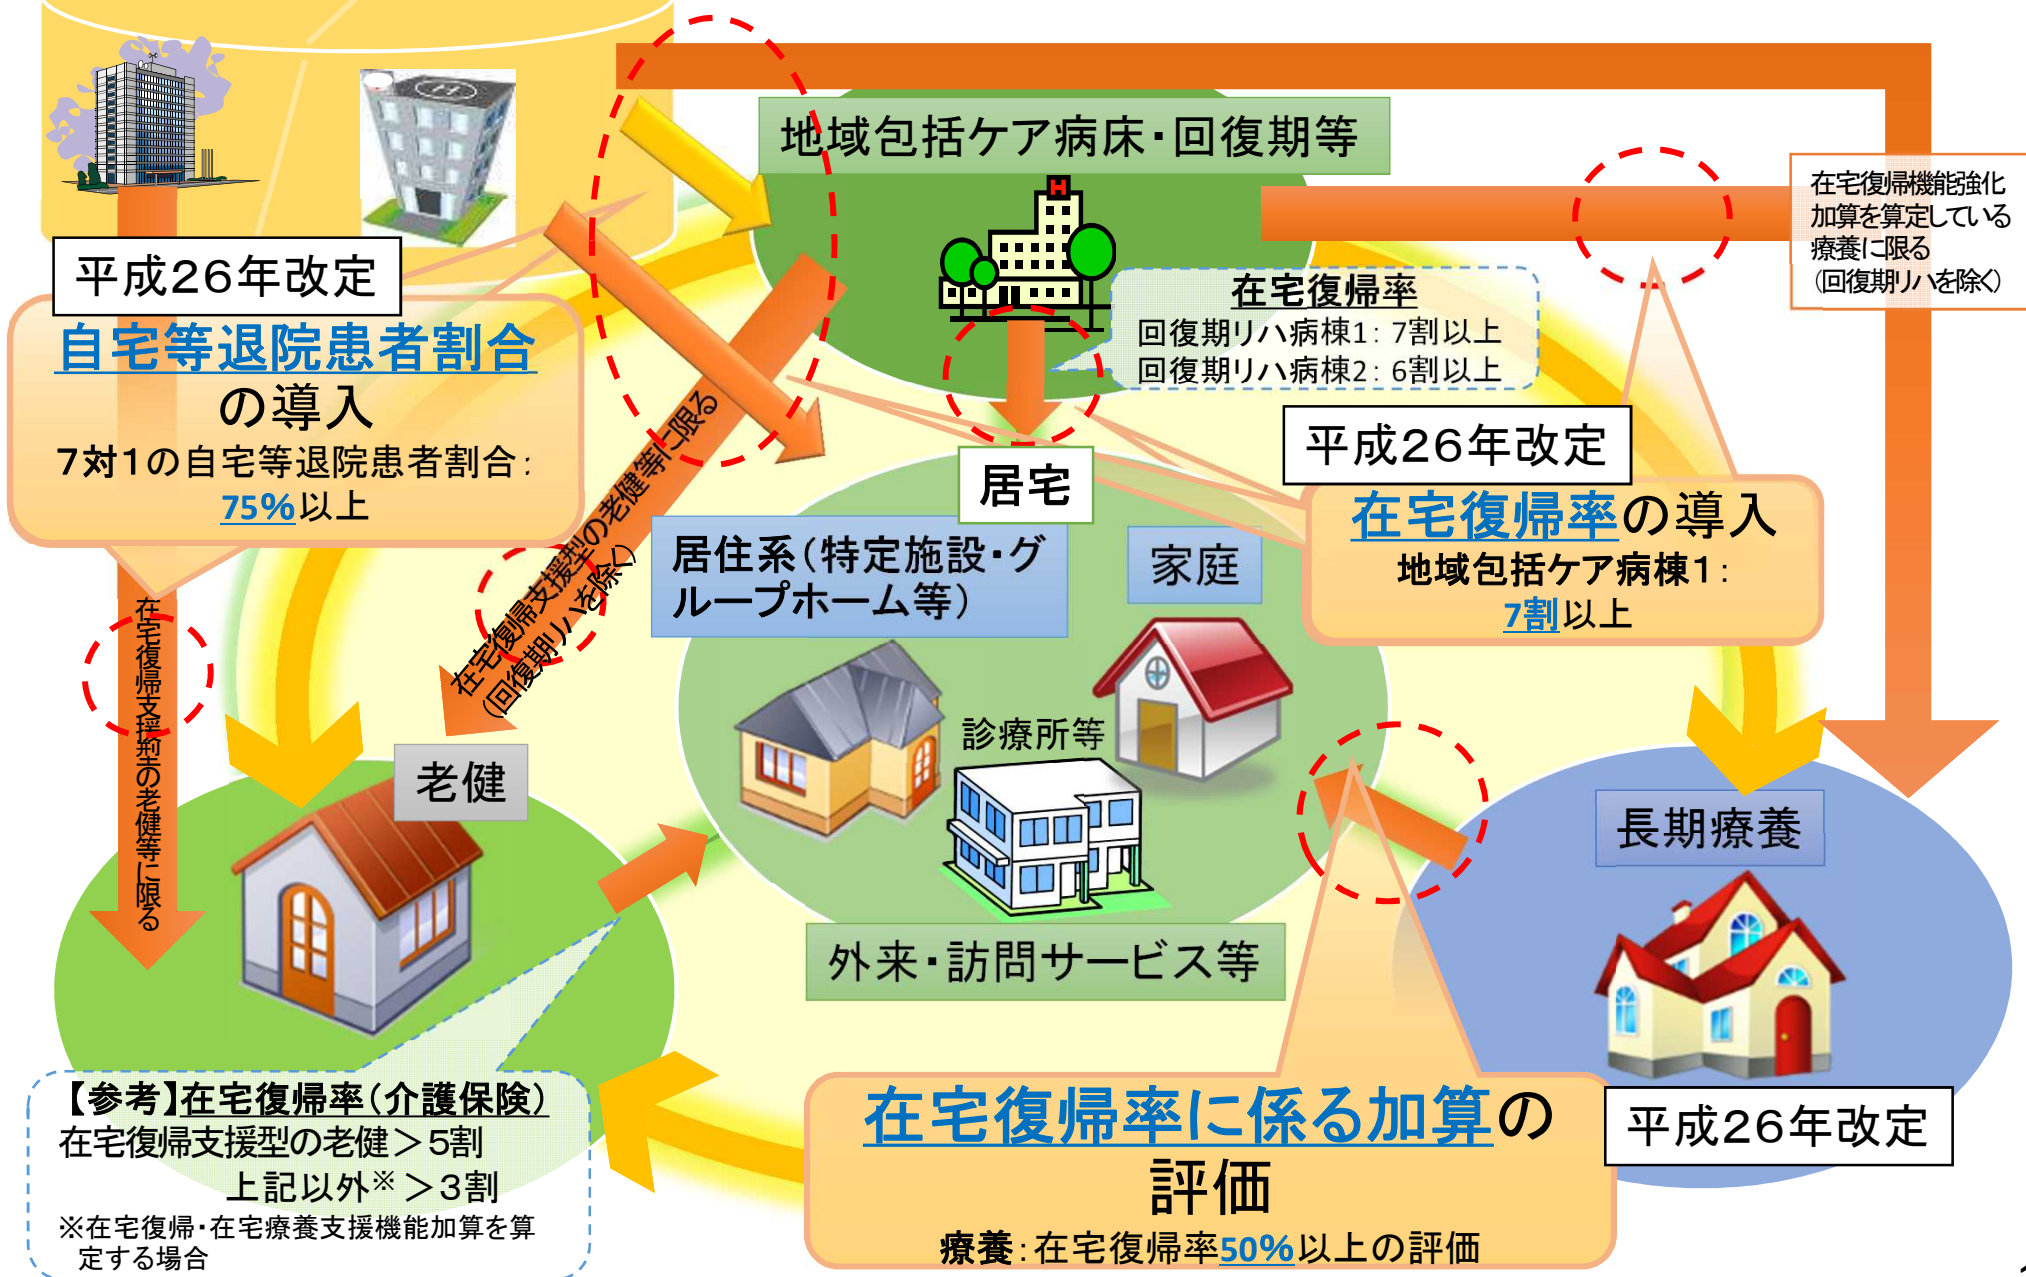 地域包括ケア病床・回復期等
在宅復帰機能強化
加算を算定している
療養に限る
(回復期リハを除く)
平成26年改定
自宅等退院患者割合
の導入
7対1の自宅等退院患者割合：
75%以上
在宅復帰率
回復期リハ病棟1：7割以上
回復期リハ病棟2：6割以上
平成26年改定
在宅復帰率の導入
地域包括ケア病棟1：
7割以上
居宅
居住系(特定施設・グ
ループホーム等)
家庭
在宅復帰支援型の老健等に限る
(回復期リハを除く)
在宅復帰支援型の老健等に限る
診療所等
老健
長期療養
外来・訪問サービス等
【参考】在宅復帰率(介護保険)
在宅復帰支援型の老健＞5割
上記以外※＞3割
※在宅復帰・在宅療養支援機能加算を算
定する場合
平成26年改定
在宅復帰率に係る加算の
評価
療養：在宅復帰率50%以上の評価